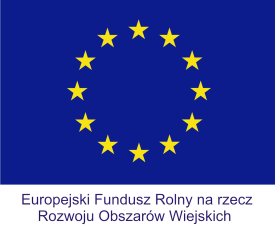 Europejski Fundusz Rolny na rzecz
Rozwoju Obszarów Wiejskich